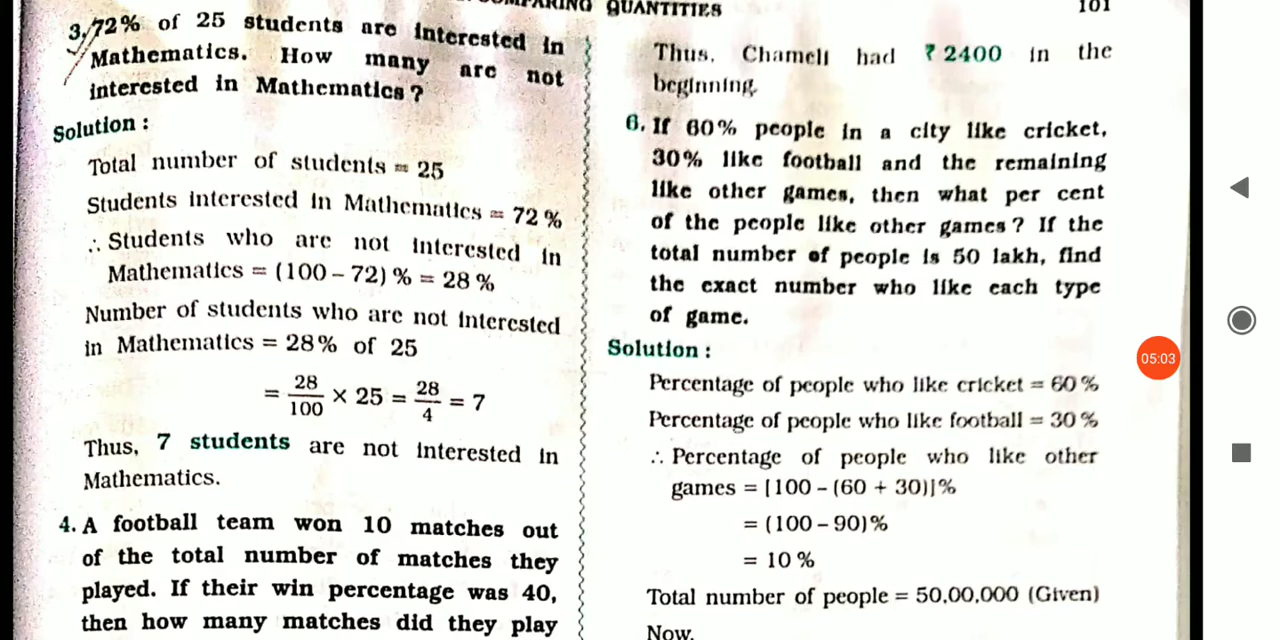 COMPARING QUANTITIES
101
3. 72% of 25 students are interested in
Mathematics. How many are not
interested in Mathematics ?
Solution :
Total number of students = 25
Students interested in Mathematics = 72 %
∴ Students who are not interested in
Mathematics = (100 – 72) % = 28 %
Number of students who are not interested
in Mathematics = 28% of 25
= 28/100 × 25 = 28/4 = 7
Thus, 7 students are not interested in
Mathematics.
4. A football team won 10 matches out
of the total number of matches they
played. If their win percentage was 40,
then how many matches did they play
Thus, Chameli had ₹ 2400 in the
beginning.
6. If 60% people in a city like cricket,
30% like football and the remaining
like other games, then what per cent
of the people like other games ? If the
total number of people is 50 lakh, find
the exact number who like each type
of game.
Solution :
Percentage of people who like cricket = 60 %
Percentage of people who like football = 30 %
∴ Percentage of people who like other
games = [100 – (60 + 30)]%
= (100 – 90)%
= 10 %
Total number of people = 50,00,000 (Given)
Now,
05:03